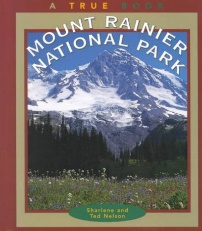 A TRUE BOOK
MOUNT RAINIER
NATIONAL PARK
Sharlene and
Ted Nelson